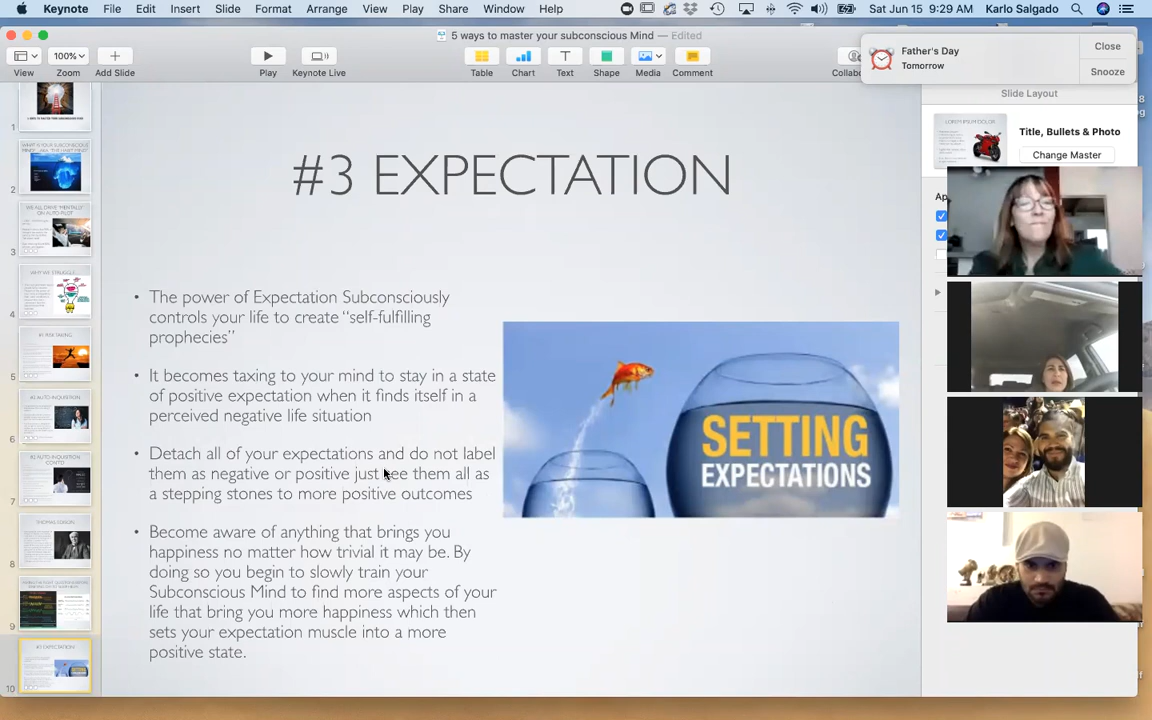 Keynote File Edit Insert Slide Format Arrange View Play Share Window Help Sat Jun 15 9:29 AM Karlo Salgado
5 ways to master your subconscious Mind — Edited
100%
View Zoom Add Slide Play Keynote Live Table Chart Text Shape Media Comment
Father's Day
Tomorrow
Close
Snooze
Slide Layout
Title, Bullets & Photo
Change Master
#3 EXPECTATION
• The power of Expectation Subconsciously
controls your life to create “self-fulfilling
prophecies”
• It becomes taxing to your mind to stay in a state
of positive expectation when it finds itself in a
perceived negative life situation
• Detach all of your expectations and do not label
them as negative or positive just see them all as
a stepping stones to more positive outcomes
• Become aware of anything that brings you
happiness no matter how trivial it may be. By
doing so you begin to slowly train your
Subconscious Mind to find more aspects of your
life that bring you more happiness which then
sets your expectation muscle into a more
positive state.
SETTING
EXPECTATIONS
1
2
3
4
5
6
7
8
9
10